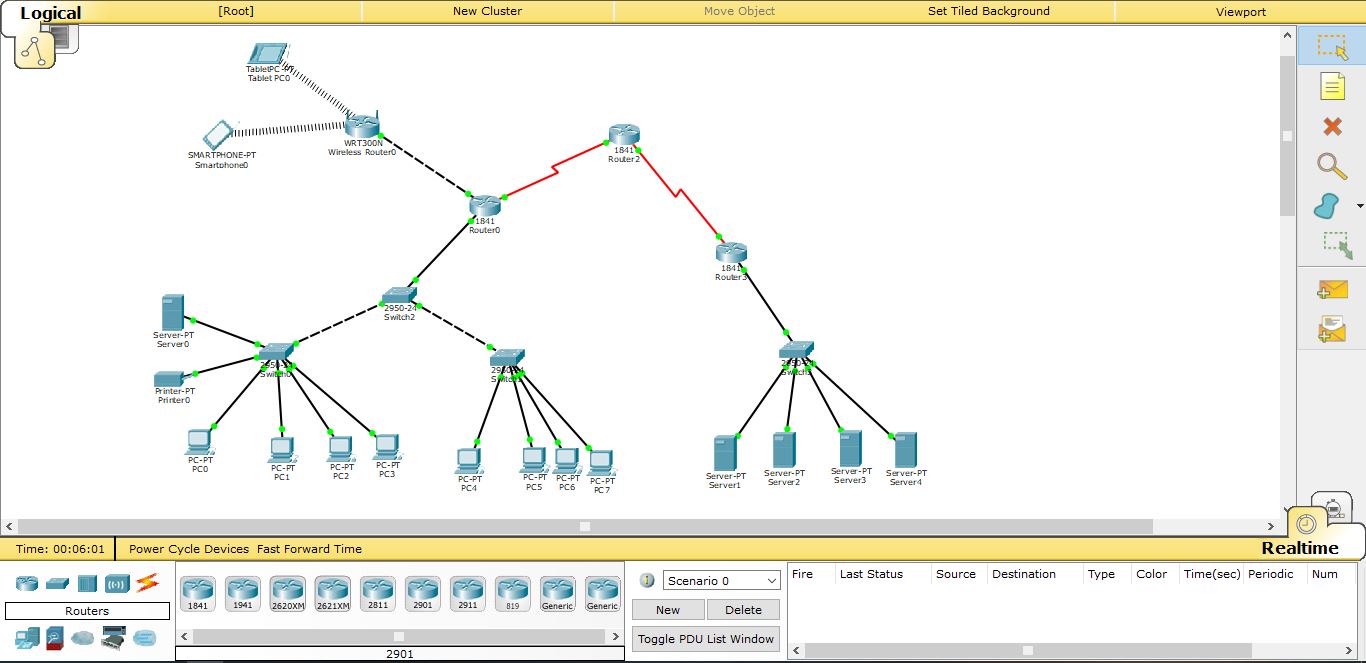 Logical
[Root]
New Cluster
Move Object
Set Tiled Background
Viewport
TabletPC-PT
Tablet PC0
SMARTPHONE-PT
Smartphone0
WRT300N
Wireless Router0
1841
Router2
1841
Router0
1841
Router3
2950-24
Switch2
Server-PT
Server0
Switch0
Printer-PT
Printer0
PC-PT
PC0
PC-PT
PC1
PC-PT
PC2
PC-PT
PC3
PC-PT
PC4
PC-PT
PC5
PC-PT
PC6
PC-PT
PC7
Server-PT
Server1
Server-PT
Server2
Server-PT
Server3
Server-PT
Server4
Realtime
Time: 00:06:01
Power Cycle Devices Fast Forward Time
Routers
1841
1941
2620XM
2621XM
2811
2901
2911
819
Generic
Generic
2901
Scenario 0
New
Delete
Toggle PDU List Window
Fire
Last Status
Source
Destination
Type
Color
Time(sec)
Periodic
Num